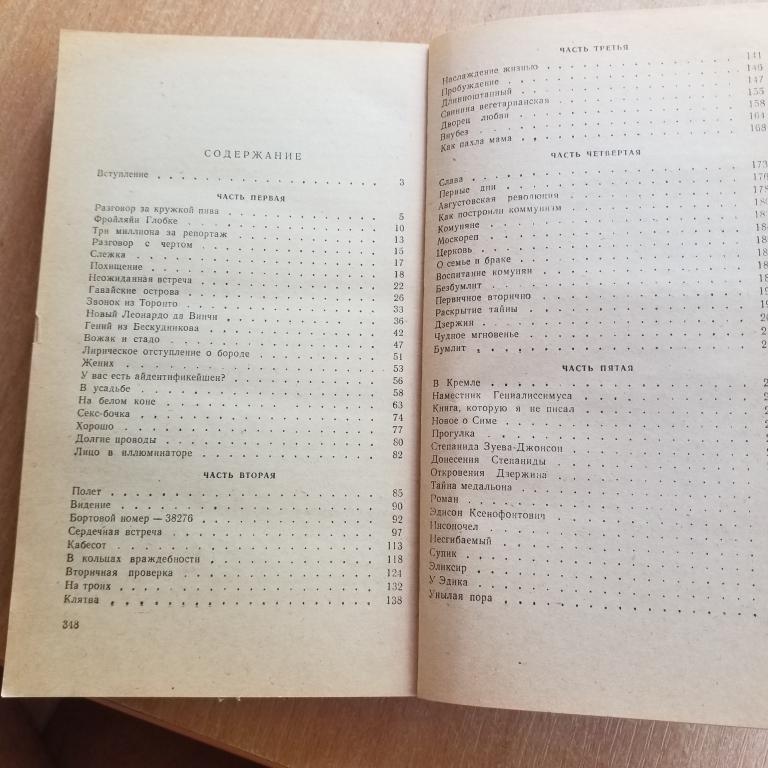 СОДЕРЖАНИЕ
Вступление 3
ЧАСТЬ ПЕРВАЯ
Разговор за кружкой пива 5
Фройляйн Глобке 10
Три миллиона за репортаж 13
Разговор с чертом 15
Слежка 17
Похищение 18
Неожиданная встреча 22
Гавайские острова 26
Звонок из Торонто 33
Новый Леонардо да Винчи 36
Гений из Бескудникова 42
Вожак и стадо 47
Лирическое отступление о бороде 51
Жених 53
У вас есть айдентификейшен? 56
В усадьбе 58
На белом коне 63
Секс-бочка 74
Хорошо 77
Долгие проводы 80
Лицо в иллюминаторе 82
ЧАСТЬ ВТОРАЯ
Полет 85
Видение 90
Бортовой номер — 38276 92
Сердечная встреча 97
Кабесот 113
В кольцах враждебности 118
Вторичная проверка 124
На троих 132
Клятва 138
348
ЧАСТЬ ТРЕТЬЯ
Наслаждение жизнью 141
Пробуждение 146
Длинноштанный 147
Свинина вегетарианская 155
Дворец любви 158
Внубез 164
Как пахла мама 168
ЧАСТЬ ЧЕТВЕРТАЯ
Слава 173
Первые дни 176
Августовская революция 178
Как построили коммунизм
Комуняне
Москореп
Церковь
О семье и браке
Воспитание комунян
Безбумлит
Первичное вторично
Раскрытие тайны
Дзержин
Чудное мгновенье
Бумлит
ЧАСТЬ ПЯТАЯ
В Кремле
Наместник Гениалиссимуса
Книга, которую я не писал
Новое о Симе
Прогулка
Степанида Зуева-Джонсон
Донесения Степаниды
Откровения Дзержина
Тайна медальона
Роман
Эдисон Ксенофонтович
Инсоночел
Несгибаемый
Супик
Эликсир
У Эдика
Унылая пора